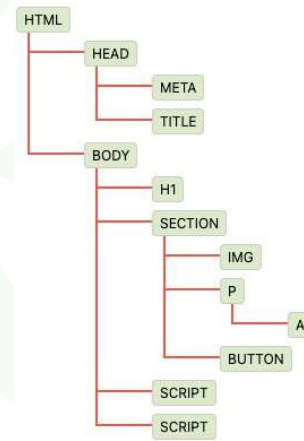 HTML
HEAD
META
TITLE
BODY
H1
SECTION
IMG
P
A
BUTTON
SCRIPT
SCRIPT